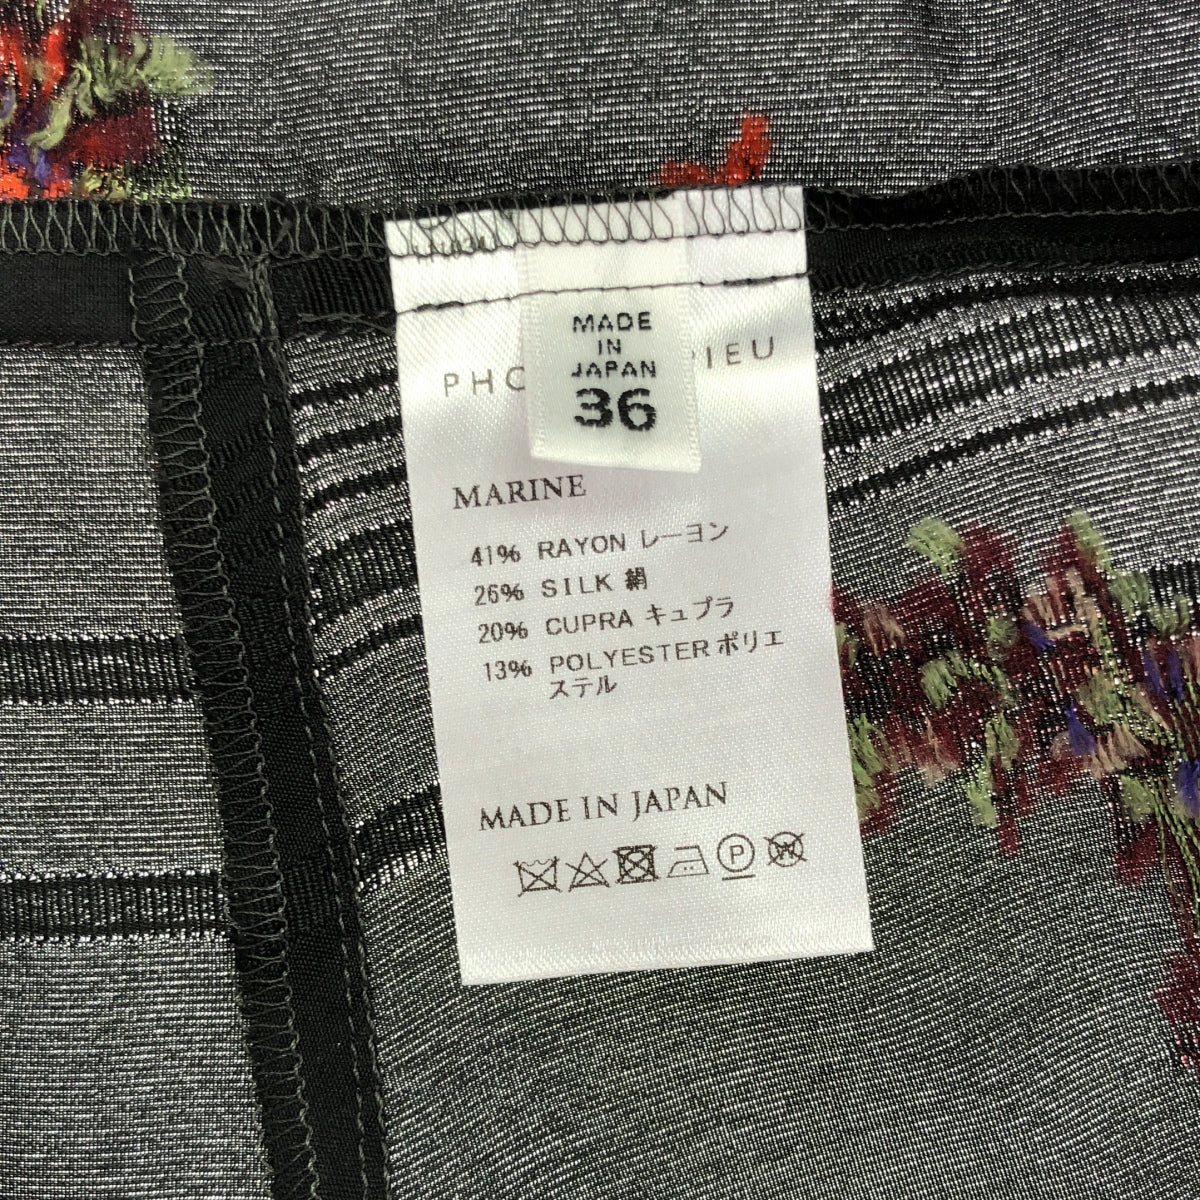 MADE
IN
JAPAN
36
PHO PIEU
MARINE
41% RAYON レーヨン
26% SILK 絹
20% CUPRA キュプラ
13% POLYESTER ポリエ
ステル
MADE IN JAPAN
P
W